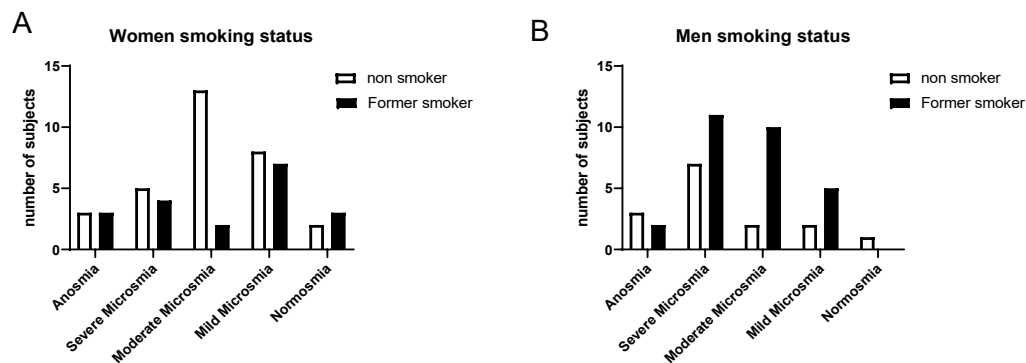 A
Women smoking status
number of subjects
15
10
5
0
non smoker
Former smoker
Anosmia
Severe Microsmia
Moderate Microsmia
Mild Microsmia
Normosmia
B
Men smoking status
number of subjects
15
10
5
0
non smoker
Former smoker
Anosmia
Severe Microsmia
Moderate Microsmia
Mild Microsmia
Normosmia